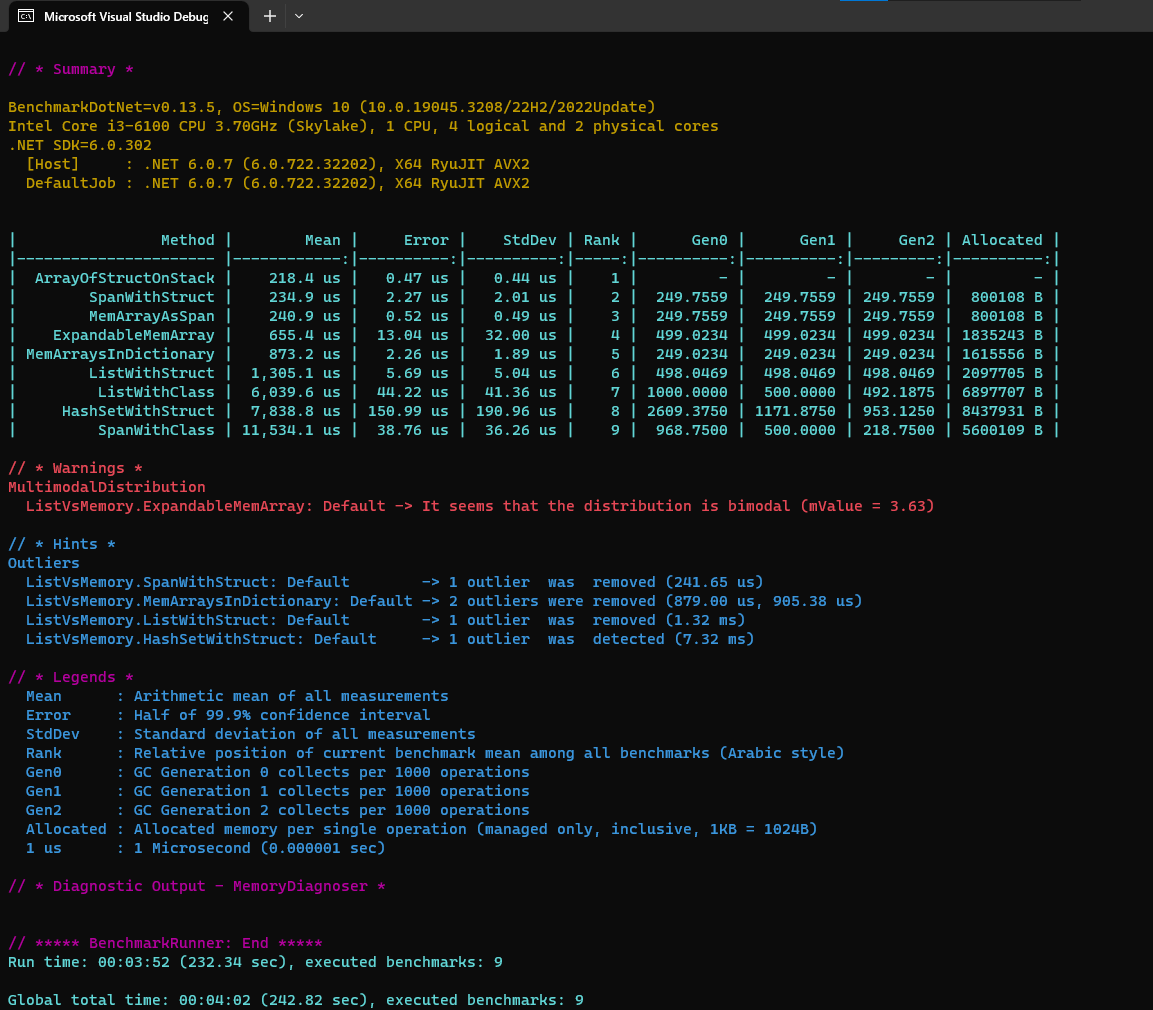 Microsoft Visual Studio Debug
// * Summary *
BenchmarkDotNet=v0.13.5, OS=Windows 10 (10.0.19045.3208/22H2/2022Update)
Intel Core i3-6100 CPU 3.70GHz (Skylake), 1 CPU, 4 logical and 2 physical cores
.NET SDK=6.0.302
  [Host]     : .NET 6.0.7 (6.0.722.32202), X64 RyuJIT AVX2
  DefaultJob : .NET 6.0.7 (6.0.722.32202), X64 RyuJIT AVX2
|                Method |        Mean |     Error |    StdDev | Rank |      Gen0 |      Gen1 |     Gen2 | Allocated |
|---------------------- |------------:|----------:|----------:|-----:|----------:|----------:|---------:|----------:|
|  ArrayOfStructOnStack |    218.4 us |   0.47 us |   0.44 us |    1 |         - |         - |        - |         - |
|        SpanWithStruct |    234.9 us |   2.27 us |   2.01 us |    2 |  249.7559 |  249.7559 | 249.7559 |  800108 B |
|        MemArrayAsSpan |    240.9 us |   0.52 us |   0.49 us |    3 |  249.7559 |  249.7559 | 249.7559 |  800108 B |
|    ExpandableMemArray |    655.4 us |  13.04 us |  32.00 us |    4 |  499.0234 |  499.0234 | 499.0234 | 1835243 B |
| MemArraysInDictionary |    873.2 us |   2.26 us |   1.89 us |    5 |  249.0234 |  249.0234 | 249.0234 | 1615556 B |
|        ListWithStruct |  1,305.1 us |   5.69 us |   5.04 us |    6 |  498.0469 |  498.0469 | 498.0469 | 2097705 B |
|         ListWithClass |  6,039.6 us |  44.22 us |  41.36 us |    7 | 1000.0000 |  500.0000 | 492.1875 | 6897707 B |
|     HashSetWithStruct |  7,838.8 us | 150.99 us | 190.96 us |    8 | 2609.3750 | 1171.8750 | 953.1250 | 8437931 B |
|         SpanWithClass | 11,534.1 us |  38.76 us |  36.26 us |    9 |  968.7500 |  500.0000 | 218.7500 | 5600109 B |
// * Warnings *
MultimodalDistribution
  ListVsMemory.ExpandableMemArray: Default -> It seems that the distribution is bimodal (mValue = 3.63)
// * Hints *
Outliers
  ListVsMemory.SpanWithStruct: Default        -> 1 outlier  was  removed (241.65 us)
  ListVsMemory.MemArraysInDictionary: Default -> 2 outliers were removed (879.00 us, 905.38 us)
  ListVsMemory.ListWithStruct: Default        -> 1 outlier  was  removed (1.32 ms)
  ListVsMemory.HashSetWithStruct: Default     -> 1 outlier  was  detected (7.32 ms)
// * Legends *
  Mean      : Arithmetic mean of all measurements
  Error     : Half of 99.9% confidence interval
  StdDev    : Standard deviation of all measurements
  Rank      : Relative position of current benchmark mean among all benchmarks (Arabic style)
  Gen0      : GC Generation 0 collects per 1000 operations
  Gen1      : GC Generation 1 collects per 1000 operations
  Gen2      : GC Generation 2 collects per 1000 operations
  Allocated : Allocated memory per single operation (managed only, inclusive, 1KB = 1024B)
  1 us      : 1 Microsecond (0.000001 sec)
// * Diagnostic Output - MemoryDiagnoser *
// ***** BenchmarkRunner: End *****
Run time: 00:03:52 (232.34 sec), executed benchmarks: 9
Global total time: 00:04:02 (242.82 sec), executed benchmarks: 9